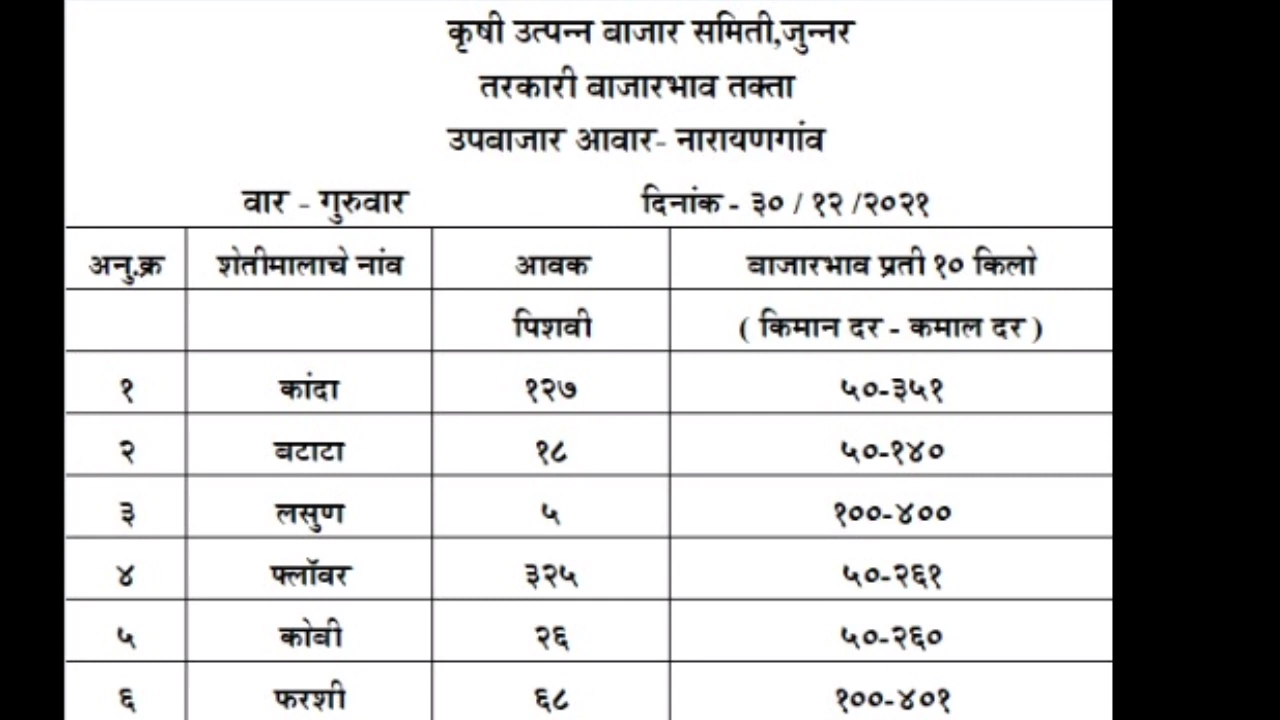 कृषी उत्पन्न बाजार समिती,जुन्नर
तरकारी बाजारभाव तक्ता
उपबाजार आवार- नारायणगांव
वार - गुरुवार दिनांक - ३० / १२ /२०२१
अनु.क्र शेतीमालाचे नांव आवक बाजारभाव प्रती १० किलो
पिशवी ( किमान दर - कमाल दर )
१ कांदा १२७ ५०-३५१
२ बटाटा १८ ५०-१४०
३ लसुण ५ १००-४००
४ फ्लॉवर ३२५ ५०-२६१
५ कोबी २६ ५०-२६०
६ फरशी ६८ १००-४०१